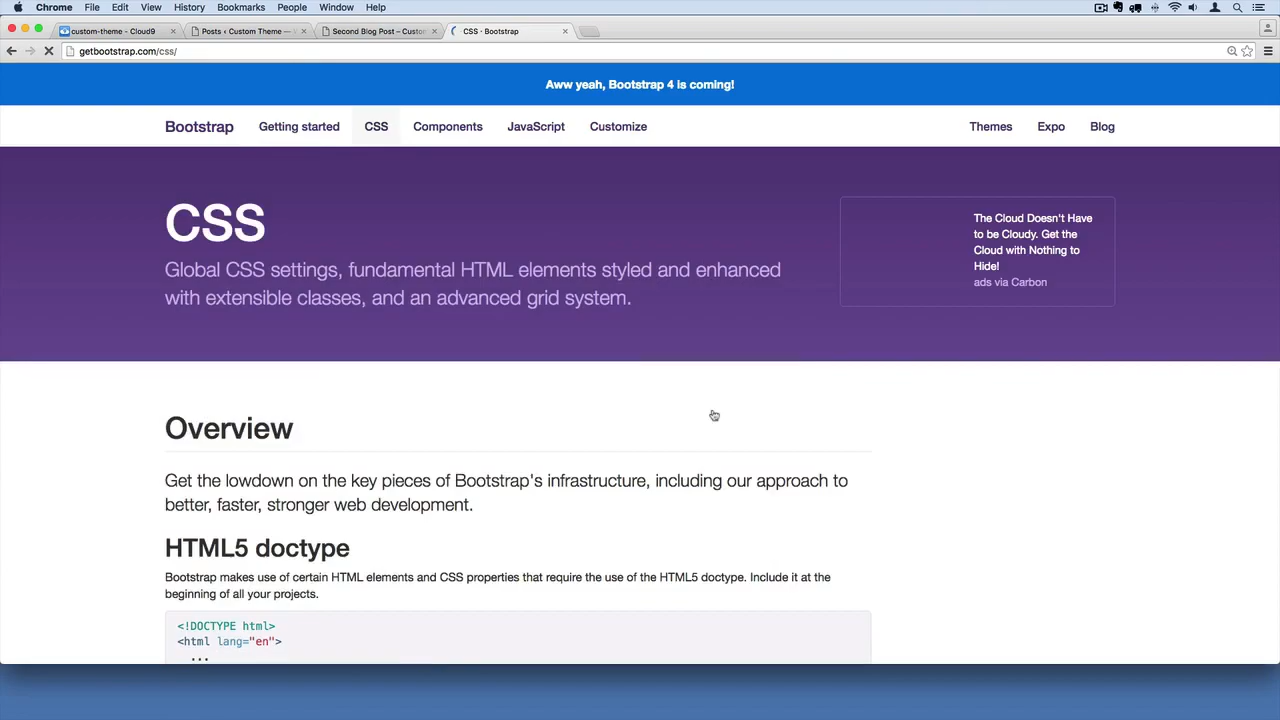 Chrome File Edit View History Bookmarks People Window Help
custom-theme - Cloud9 Posts ‹ Custom Theme — Second Blog Post – Custom CSS · Bootstrap
getbootstrap.com/css/
Aww yeah, Bootstrap 4 is coming!
Bootstrap Getting started CSS Components JavaScript Customize Themes Expo Blog
CSS
Global CSS settings, fundamental HTML elements styled and enhanced
with extensible classes, and an advanced grid system.
The Cloud Doesn't Have
to be Cloudy. Get the
Cloud with Nothing to
Hide!
ads via Carbon
Overview
Get the lowdown on the key pieces of Bootstrap's infrastructure, including our approach to
better, faster, stronger web development.
HTML5 doctype
Bootstrap makes use of certain HTML elements and CSS properties that require the use of the HTML5 doctype. Include it at the
beginning of all your projects.
<!DOCTYPE html>
<html lang="en">
...